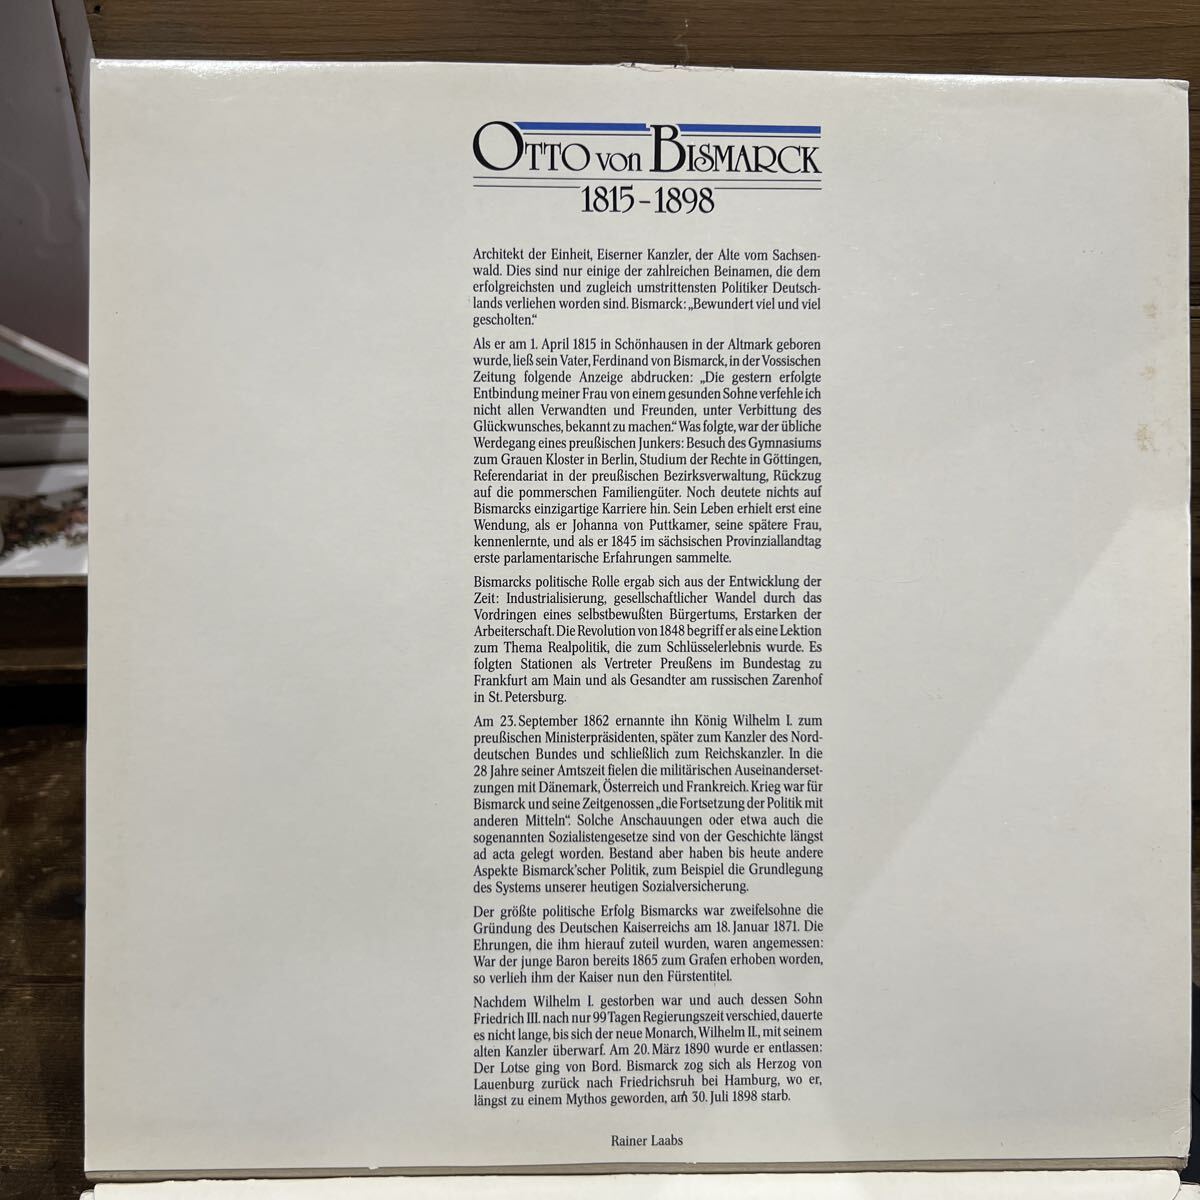 OTTO von BISMARCK
1815–1898
Architekt der Einheit, Eiserner Kanzler, der Alte vom Sachsen-
wald. Dies sind nur einige der zahlreichen Beinamen, die dem
erfolgreichsten und zugleich umstrittensten Politiker Deutsch-
lands verliehen worden sind. Bismarck: „Bewundert viel und viel
gescholten.“
Als er am 1. April 1815 in Schönhausen in der Altmark geboren
wurde, ließ sein Vater, Ferdinand von Bismarck, in der Vossischen
Zeitung folgende Anzeige abdrucken: „Die gestern erfolgte
Entbindung meiner Frau von einem gesunden Sohne verfehle ich
nicht allen Verwandten und Freunden, unter Verbittung des
Glückwunsches, bekannt zu machen.“ Was folgte, war der übliche
Werdegang eines preußischen Junkers: Besuch des Gymnasiums
zum Grauen Kloster in Berlin, Studium der Rechte in Göttingen,
Referendariat in der preußischen Bezirksverwaltung, Rückzug
auf die pommerschen Familiengüter. Noch deutete nichts auf
Bismarcks einzigartige Karriere hin. Sein Leben erhielt erst eine
Wendung, als er Johanna von Puttkamer, seine spätere Frau,
kennenlernte, und als er 1845 im sächsischen Provinziallandtag
erste parlamentarische Erfahrungen sammelte.
Bismarcks politische Rolle ergab sich aus der Entwicklung der
Zeit: Industrialisierung, gesellschaftlicher Wandel durch das
Vordringen eines selbstbewußten Bürgertums, Erstarken der
Arbeiterschaft. Die Revolution von 1848 begriff er als eine Lektion
zum Thema Realpolitik, die zum Schlüsselerlebnis wurde. Es
folgten Stationen als Vertreter Preußens im Bundestag zu
Frankfurt am Main und als Gesandter am russischen Zarenhof
in St. Petersburg.
Am 23. September 1862 ernannte ihn König Wilhelm I. zum
preußischen Ministerpräsidenten, später zum Kanzler des Nord-
deutschen Bundes und schließlich zum Reichskanzler. In die
28 Jahre seiner Amtszeit fielen die militärischen Auseinanderset-
zungen mit Dänemark, Österreich und Frankreich. Krieg war für
Bismarck und seine Zeitgenossen „die Fortsetzung der Politik mit
anderen Mitteln“. Solche Anschauungen oder etwa auch die
sogenannten Sozialistengesetze sind von der Geschichte längst
ad acta gelegt worden. Bestand aber haben bis heute andere
Aspekte Bismarck'scher Politik, zum Beispiel die Grundlegung
des Systems unserer heutigen Sozialversicherung.
Der größte politische Erfolg Bismarcks war zweifelsohne die
Gründung des Deutschen Kaiserreichs am 18. Januar 1871. Die
Ehrungen, die ihm hierauf zuteil wurden, waren angemessen:
War der junge Baron bereits 1865 zum Grafen erhoben worden,
so verlieh ihm der Kaiser nun den Fürstentitel.
Nachdem Wilhelm I. gestorben war und auch dessen Sohn
Friedrich III. nach nur 99 Tagen Regierungszeit verschied, dauerte
es nicht lange, bis sich der neue Monarch, Wilhelm II., mit seinem
alten Kanzler überwarf. Am 20. März 1890 wurde er entlassen:
Der Lotse ging von Bord. Bismarck zog sich als Herzog von
Lauenburg zurück nach Friedrichsruh bei Hamburg, wo er,
längst zu einem Mythos geworden, am 30. Juli 1898 starb.
Rainer Laabs